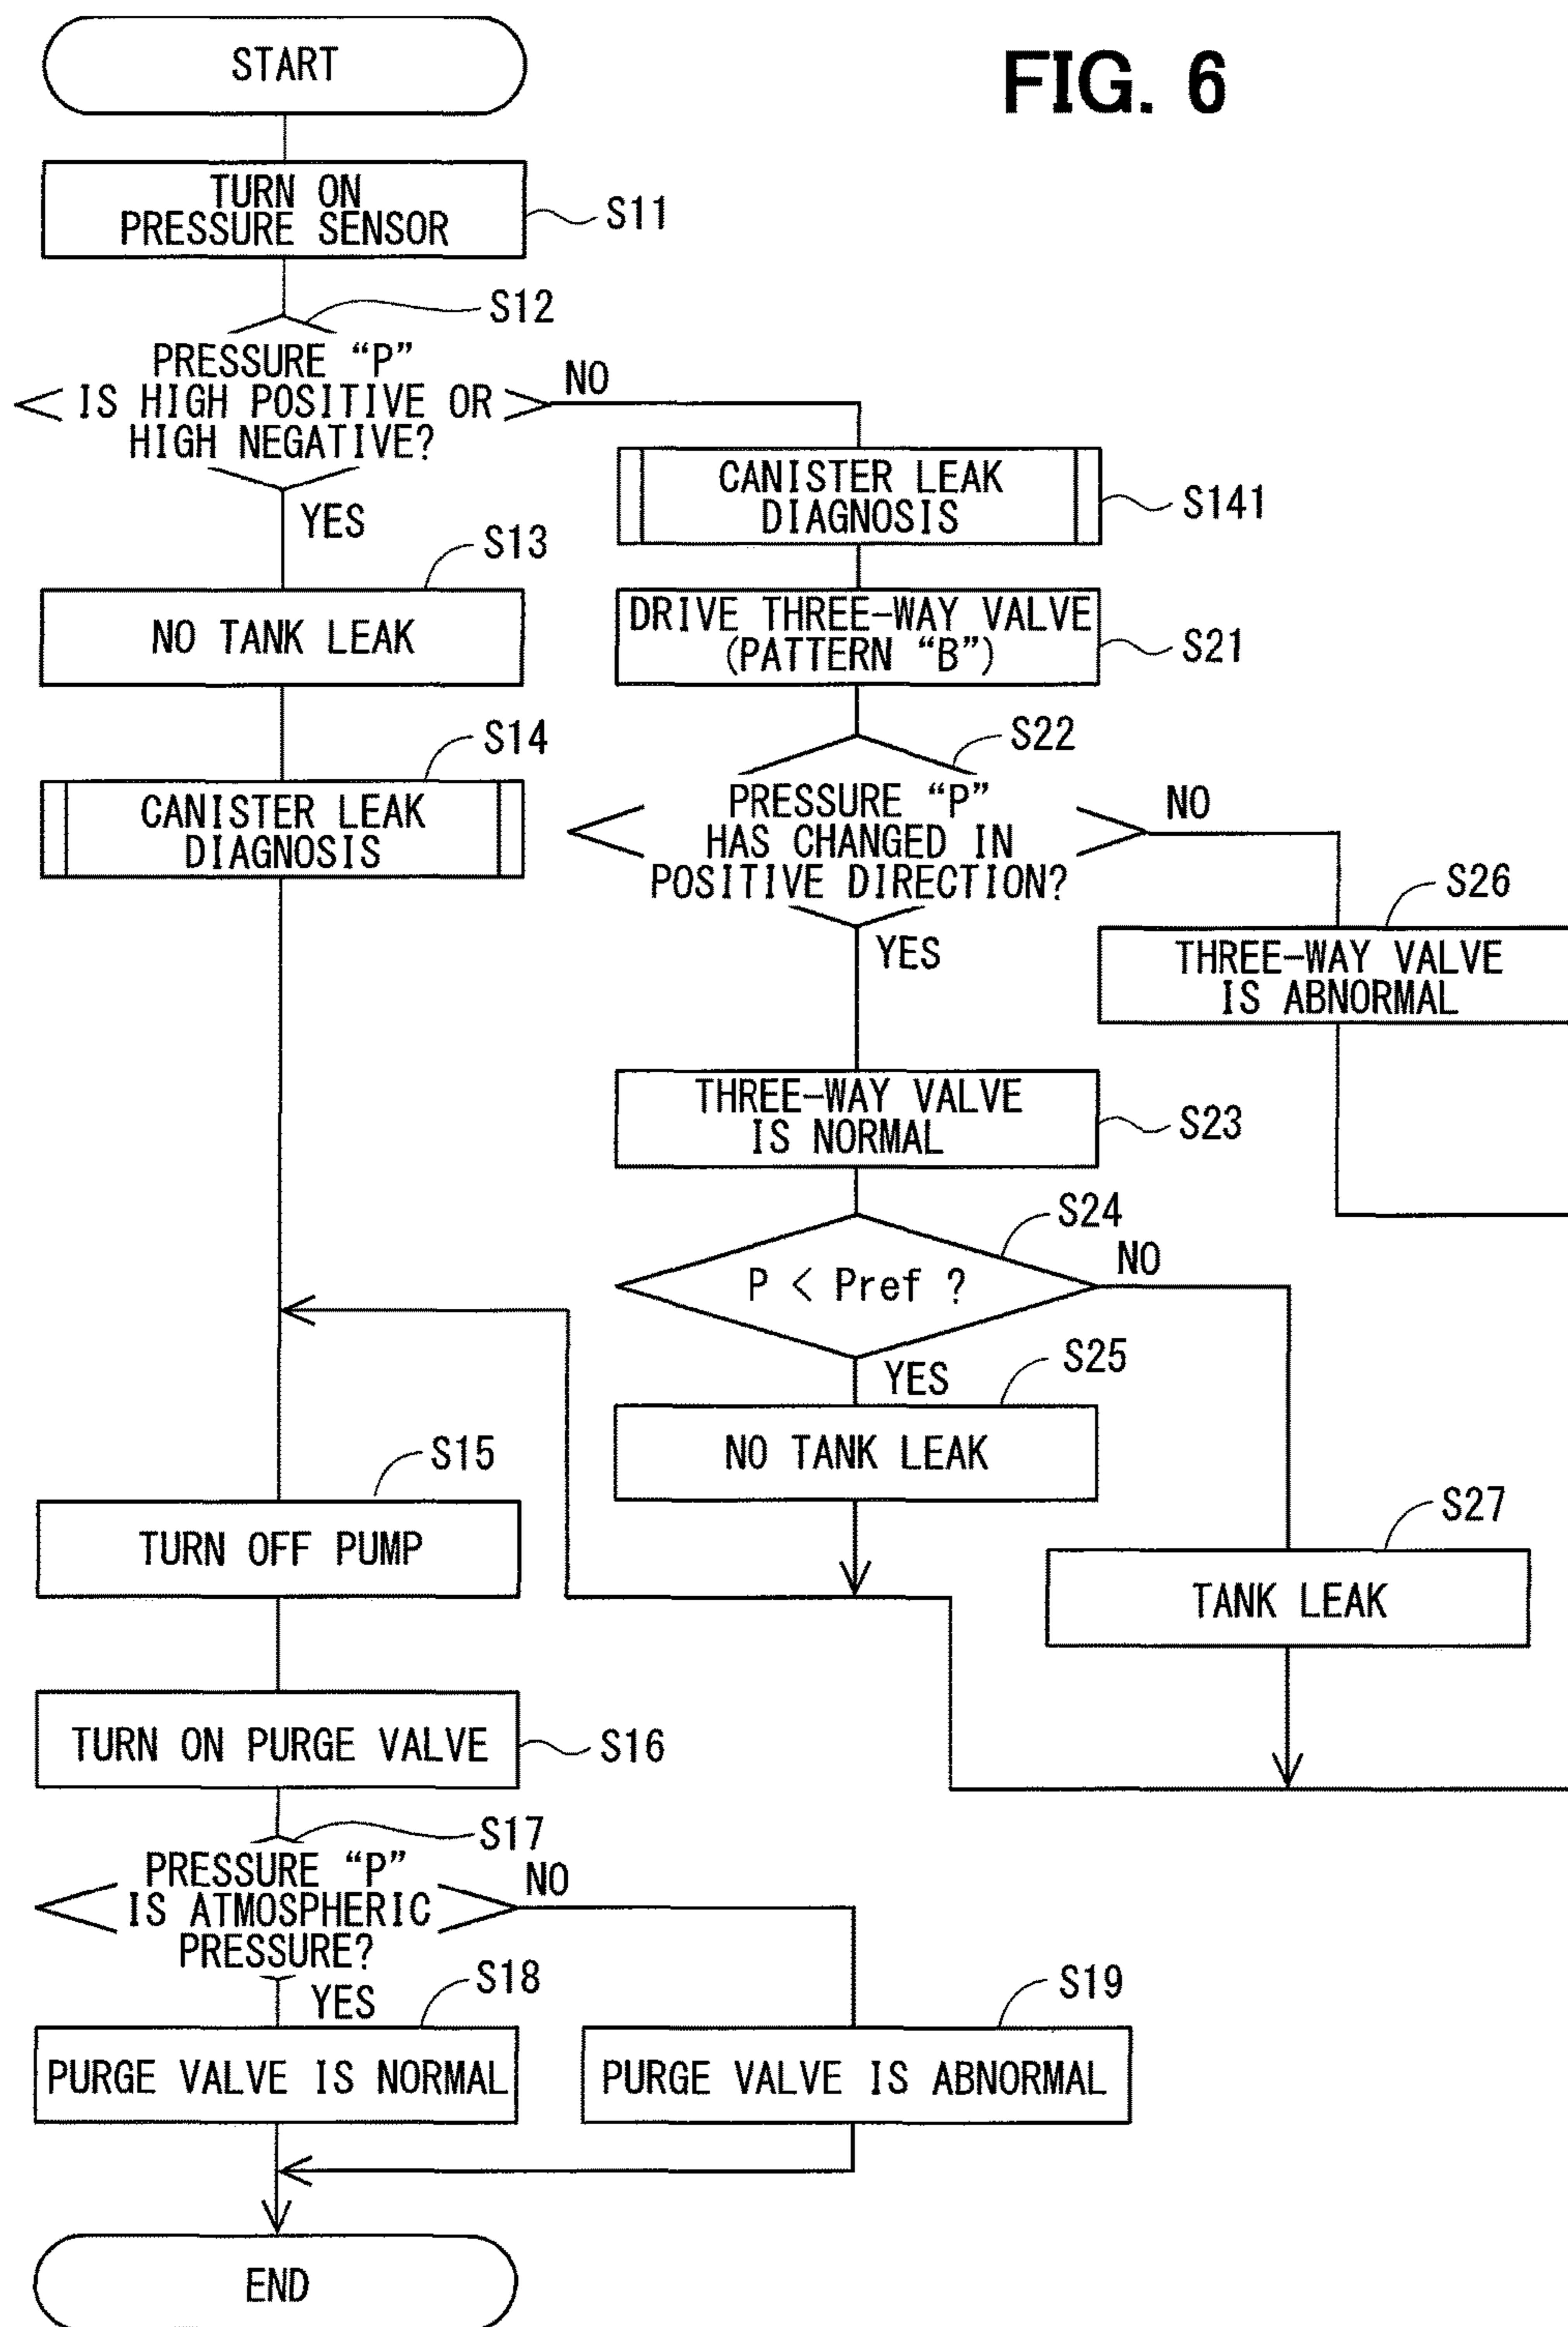 FIG. 6
START
TURN ON
PRESSURE SENSOR
S11
S12
PRESSURE “P”
IS HIGH POSITIVE OR
HIGH NEGATIVE?
NO
YES
S13
NO TANK LEAK
S14
CANISTER LEAK
DIAGNOSIS
CANISTER LEAK
DIAGNOSIS
S141
DRIVE THREE-WAY VALVE
(PATTERN “B”)
S21
S22
PRESSURE “P”
HAS CHANGED IN
POSITIVE DIRECTION?
NO
YES
S26
THREE-WAY VALVE
IS ABNORMAL
THREE-WAY VALVE
IS NORMAL
S23
S24
P < Pref ?
NO
YES
S25
NO TANK LEAK
S27
TANK LEAK
S15
TURN OFF PUMP
TURN ON PURGE VALVE
S16
S17
PRESSURE “P”
IS ATMOSPHERIC
PRESSURE?
NO
YES
S18
PURGE VALVE IS NORMAL
S19
PURGE VALVE IS ABNORMAL
END